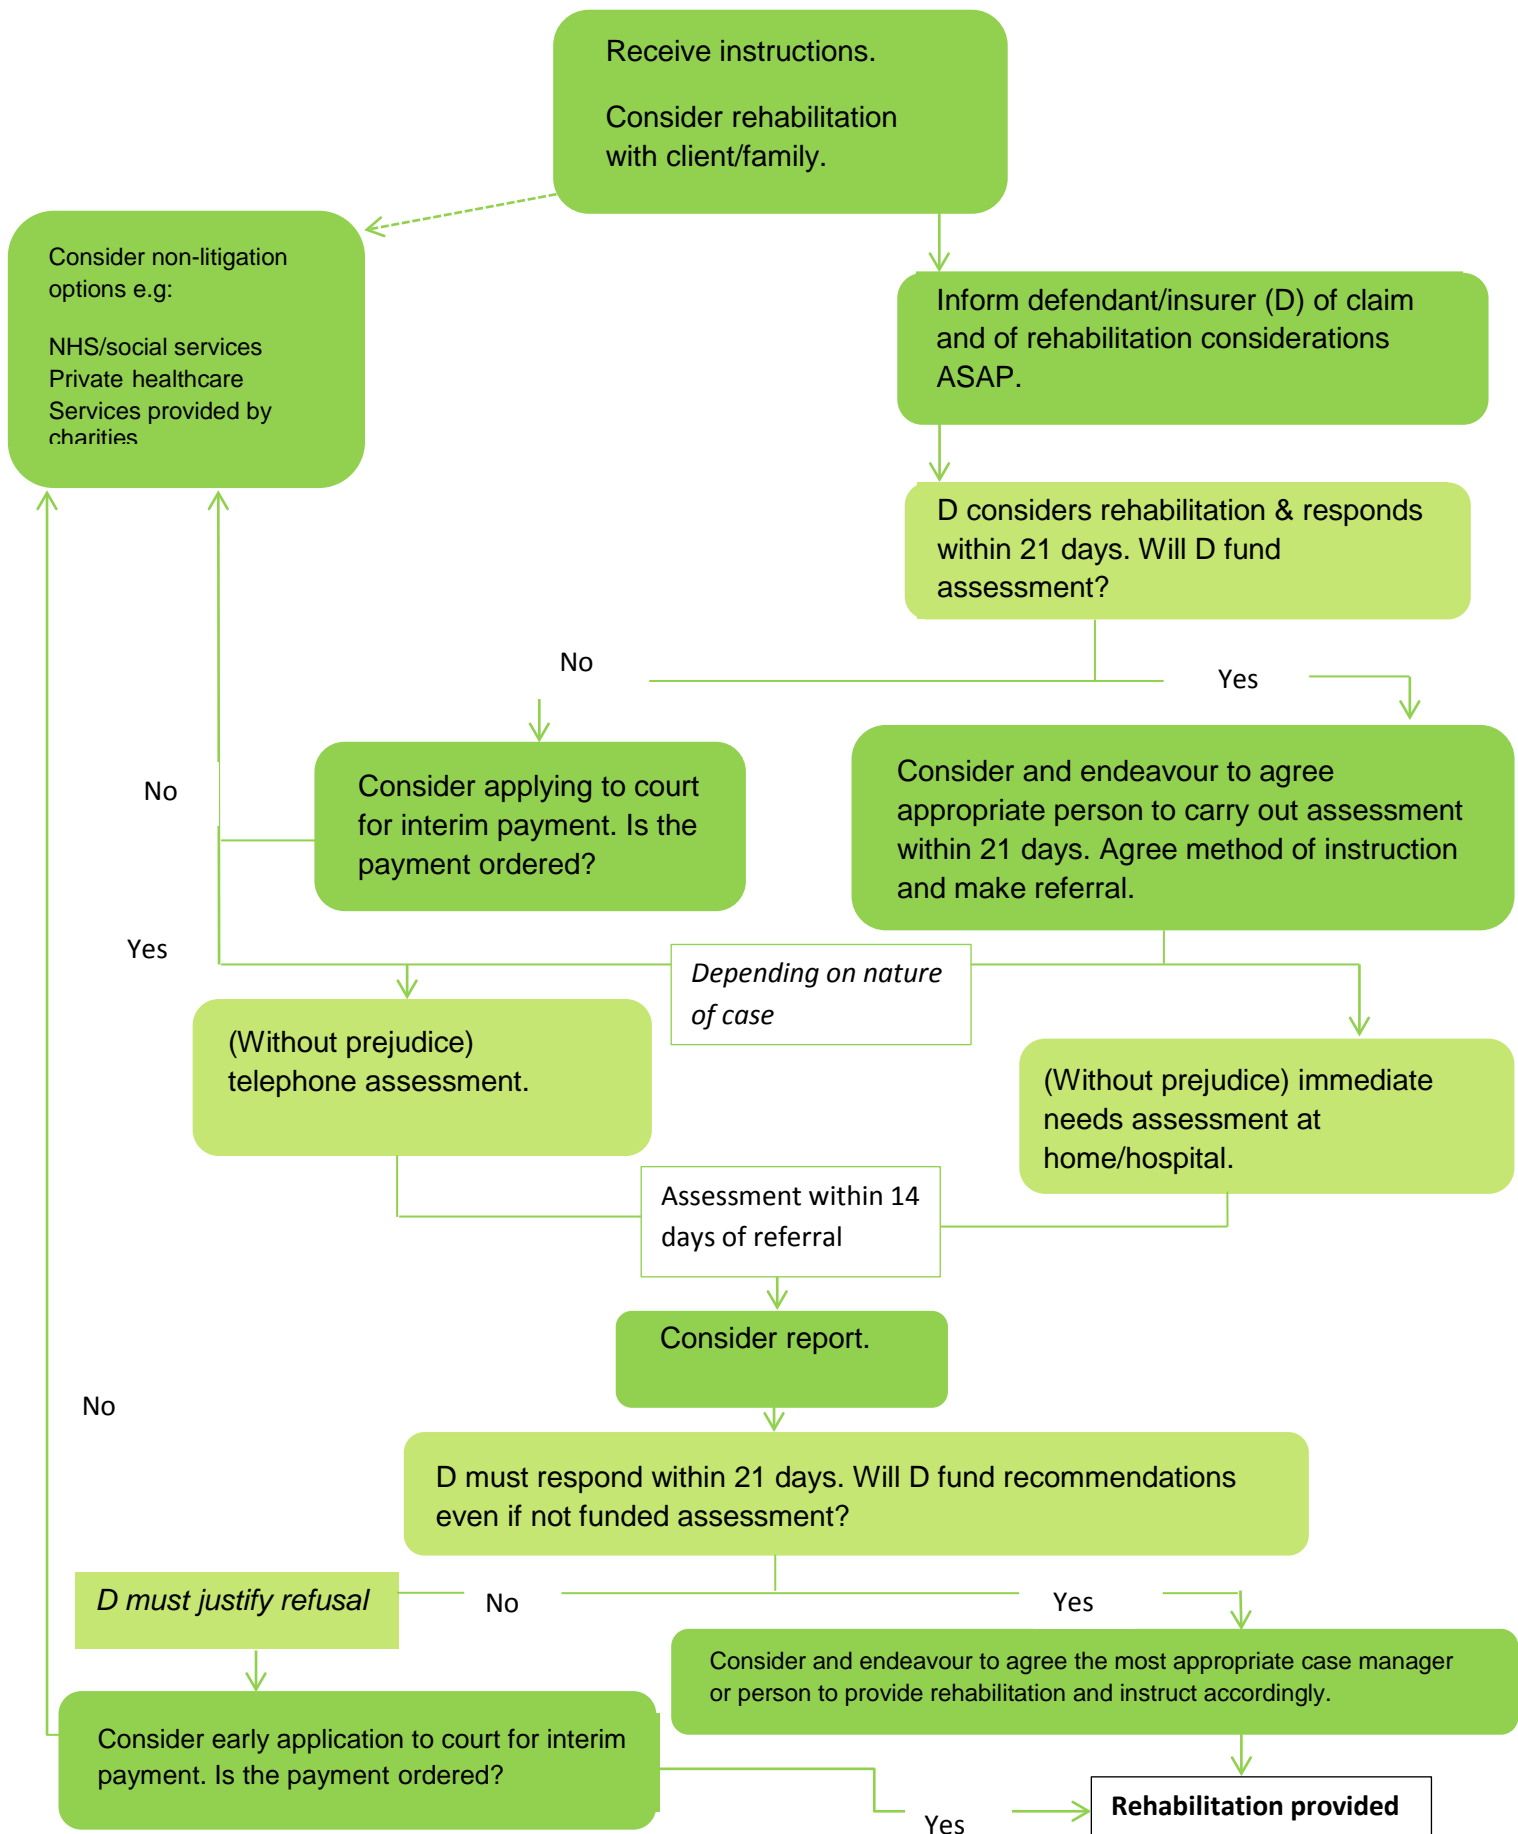 Receive instructions.
Consider rehabilitation
with client/family.
Consider non-litigation
options e.g:
NHS/social services
Private healthcare
Services provided by
charities
Inform defendant/insurer (D) of claim
and of rehabilitation considerations
ASAP.
D considers rehabilitation & responds
within 21 days. Will D fund
assessment?
No
Yes
Consider applying to court
for interim payment. Is the
payment ordered?
Consider and endeavour to agree
appropriate person to carry out assessment
within 21 days. Agree method of instruction
and make referral.
No
Yes
Depending on nature
of case
(Without prejudice)
telephone assessment.
(Without prejudice) immediate
needs assessment at
home/hospital.
Assessment within 14
days of referral
Consider report.
No
D must respond within 21 days. Will D fund recommendations
even if not funded assessment?
D must justify refusal
No
Yes
Consider and endeavour to agree the most appropriate case manager
or person to provide rehabilitation and instruct accordingly.
Consider early application to court for interim
payment. Is the payment ordered?
Yes
Rehabilitation provided